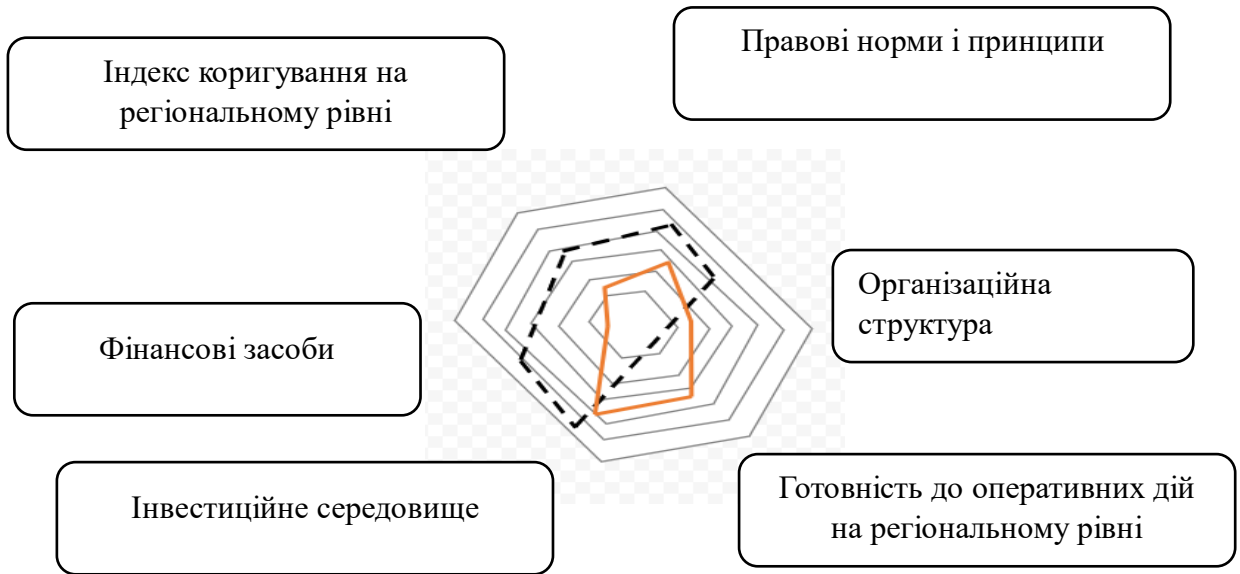 Індекс коригування на
регіональному рівні
Правові норми і принципи
Організаційна
структура
Фінансові засоби
Інвестиційне середовище
Готовність до оперативних дій
на регіональному рівні